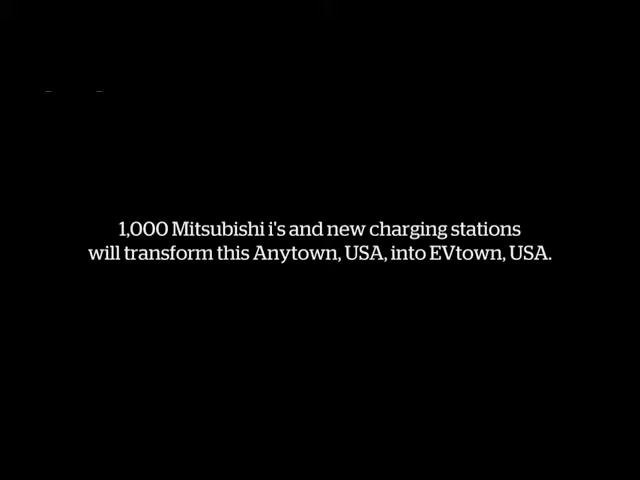 1,000 Mitsubishi i's and new charging stations
will transform this Anytown, USA, into EVtown, USA.